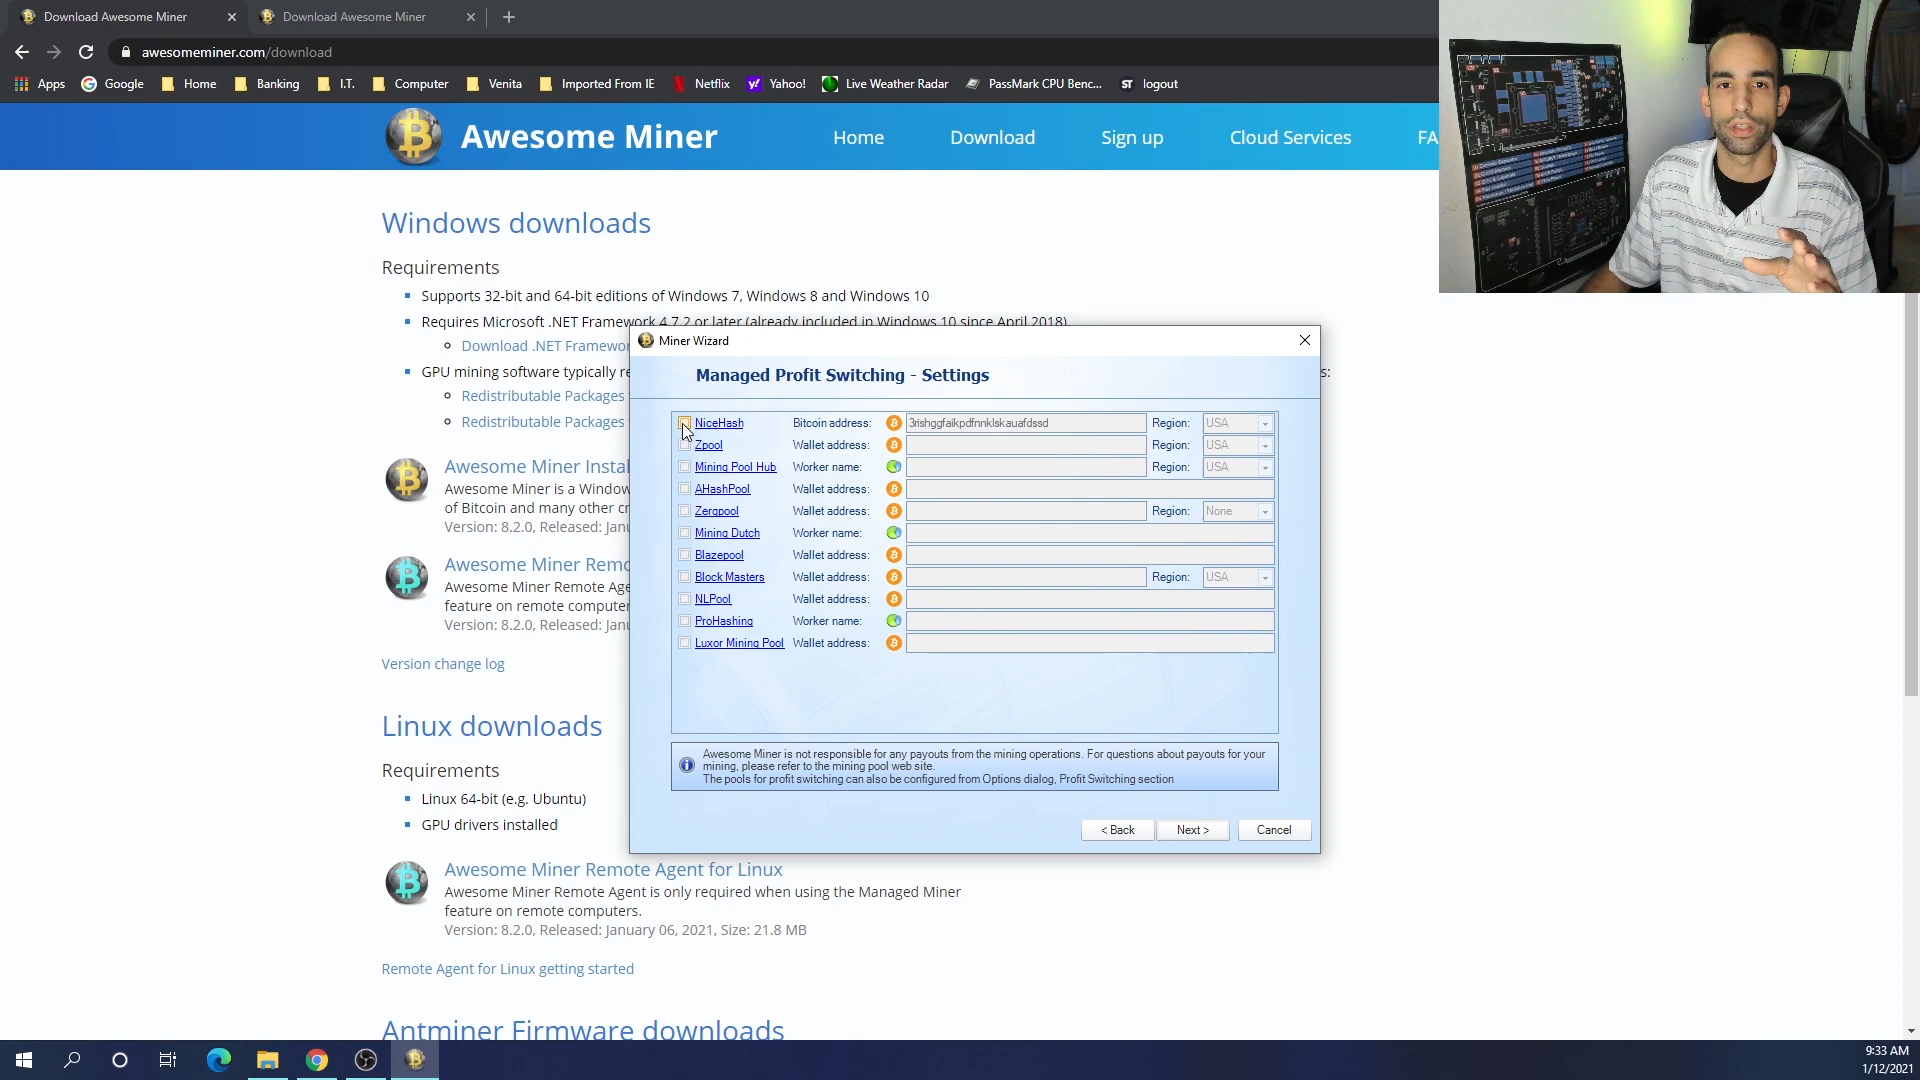 Download Awesome Miner
Download Awesome Miner
awesomeminer.com/download
Apps
Google
Home
Banking
I.T.
Computer
Venita
Imported From IE
Netflix
Yahoo!
Live Weather Radar
PassMark CPU Benc...
ST
logout
Awesome Miner
Home
Download
Sign up
Cloud Services
FA
Windows downloads
Requirements
Supports 32-bit and 64-bit editions of Windows 7, Windows 8 and Windows 10
Requires Microsoft .NET Framework 4.7.2 or later (already included in Windows 10 since April 2018).
Download .NET Framewor
GPU mining software typically re
s:
Redistributable Packages
Redistributable Packages
Awesome Miner Instal
Awesome Miner is a Window
of Bitcoin and many other cr
Version: 8.2.0, Released: Janu
Awesome Miner Remo
Awesome Miner Remote Age
feature on remote computer
Version: 8.2.0, Released: Janu
Version change log
Linux downloads
Requirements
Linux 64-bit (e.g. Ubuntu)
GPU drivers installed
Awesome Miner Remote Agent for Linux
Awesome Miner Remote Agent is only required when using the Managed Miner
feature on remote computers.
Version: 8.2.0, Released: January 06, 2021, Size: 21.8 MB
Remote Agent for Linux getting started
Antminer Firmware downloads
Miner Wizard
Managed Profit Switching - Settings
NiceHash Bitcoin address: 3rishggfaikpdfnnklskauafdssd Region: USA
Zpool Wallet address: Region: USA
Mining Pool Hub Worker name: Region: USA
AHashPool Wallet address:
Zergpool Wallet address: Region: None
Mining Dutch Worker name:
Blazepool Wallet address:
Block Masters Wallet address: Region: USA
NLPool Wallet address:
ProHashing Worker name:
Luxor Mining Pool Wallet address:
Awesome Miner is not responsible for any payouts from the mining operations. For questions about payouts for your
mining, please refer to the mining pool web site.
The pools for profit switching can also be configured from Options dialog, Profit Switching section
< Back
Next >
Cancel
9:33 AM
1/12/2021